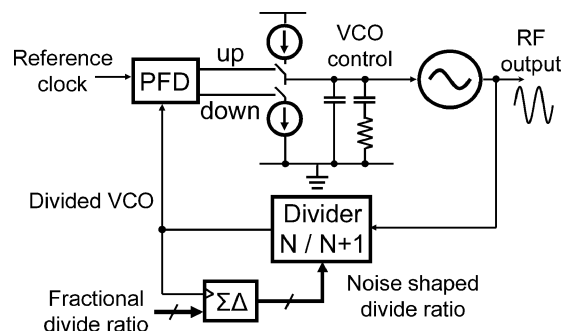 Reference
clock
PFD
up
down
VCO
control
RF
output
Divided VCO
Divider
N / N+1
ΣΔ
Fractional
divide ratio
Noise shaped
divide ratio